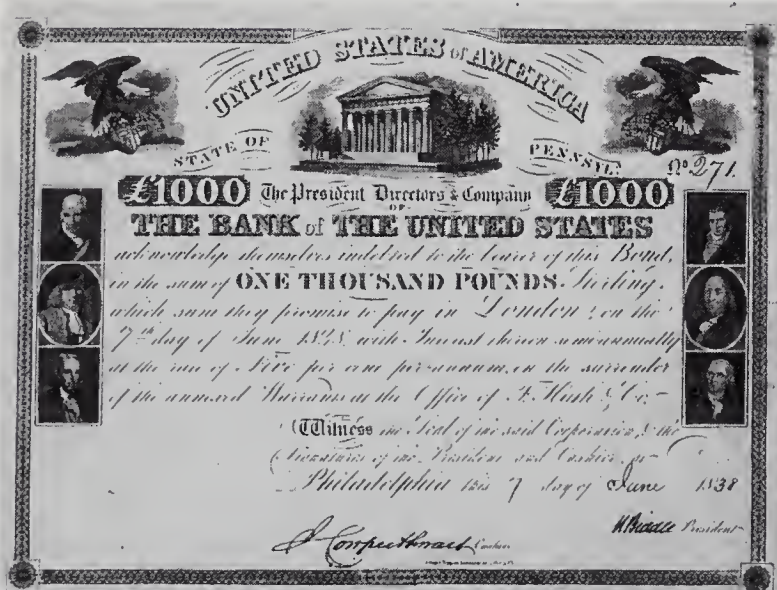 UNITED STATES of AMERICA
STATE OF PENNSYLA
No 271
£1000 The President Directors & Company £1000
OF
THE BANK of THE UNITED STATES
acknowledge themselves indebted to the bearer of this Bond,
in the sum of ONE THOUSAND POUNDS Sterling,
which sum they promise to pay in London, on the
7th day of June with Interest thereon semiannually
at the rate of Five per cent per annum, on the surrender
of the annexed Warrants at the Office of & Co.
Witness the Seal of the said Corporation, & the
Signatures of the President and Cashier, at
Philadelphia this 7 day of June 1838
J. Cowperthwait Cashier
N Biddle President